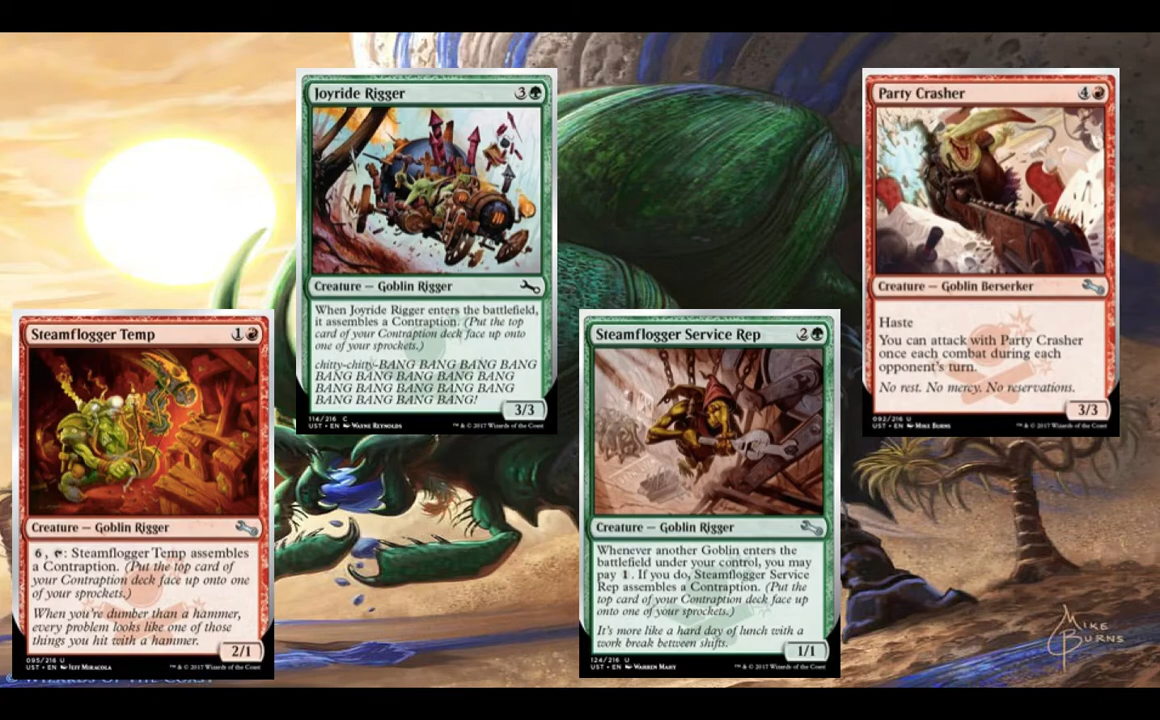 Joyride Rigger 3
Creature — Goblin Rigger
When Joyride Rigger enters the battlefield,
it assembles a Contraption. (Put the top
card of your Contraption deck face up onto
one of your sprockets.)
chitty-chitty-BANG BANG BANG BANG
BANG BANG BANG BANG BANG
BANG BANG BANG BANG BANG
BANG BANG BANG BANG!
3/3
114/216 C
UST • EN WAYNE REYNOLDS ™ & © 2017 Wizards of the Coast
Party Crasher 4
Creature — Goblin Berserker
Haste
You can attack with Party Crasher
once each combat during each
opponent's turn.
No rest. No mercy. No reservations.
3/3
092/216 U
UST • EN MIKE BURNS ™ & © 2017 Wizards of the Coast
Steamflogger Temp 1
Creature — Goblin Rigger
6, T: Steamflogger Temp assembles
a Contraption. (Put the top card of
your Contraption deck face up onto one
of your sprockets.)
When you're dumber than a hammer,
every problem looks like one of those
things you hit with a hammer.
2/1
095/216 U
UST • EN JEFF MIRACOLA ™ & © 2017 Wizards of the Coast
Steamflogger Service Rep 2
Creature — Goblin Rigger
Whenever another Goblin enters the
battlefield under your control, you may
pay 1. If you do, Steamflogger Service
Rep assembles a Contraption. (Put the
top card of your Contraption deck face up
onto one of your sprockets.)
It's more like a hard day of lunch with a
work break between shifts.
1/1
124/216 U
UST • EN WARREN MAHY ™ & © 2017 Wizards of the Coast
MIKE
BURNS
© WIZARDS OF THE COAST